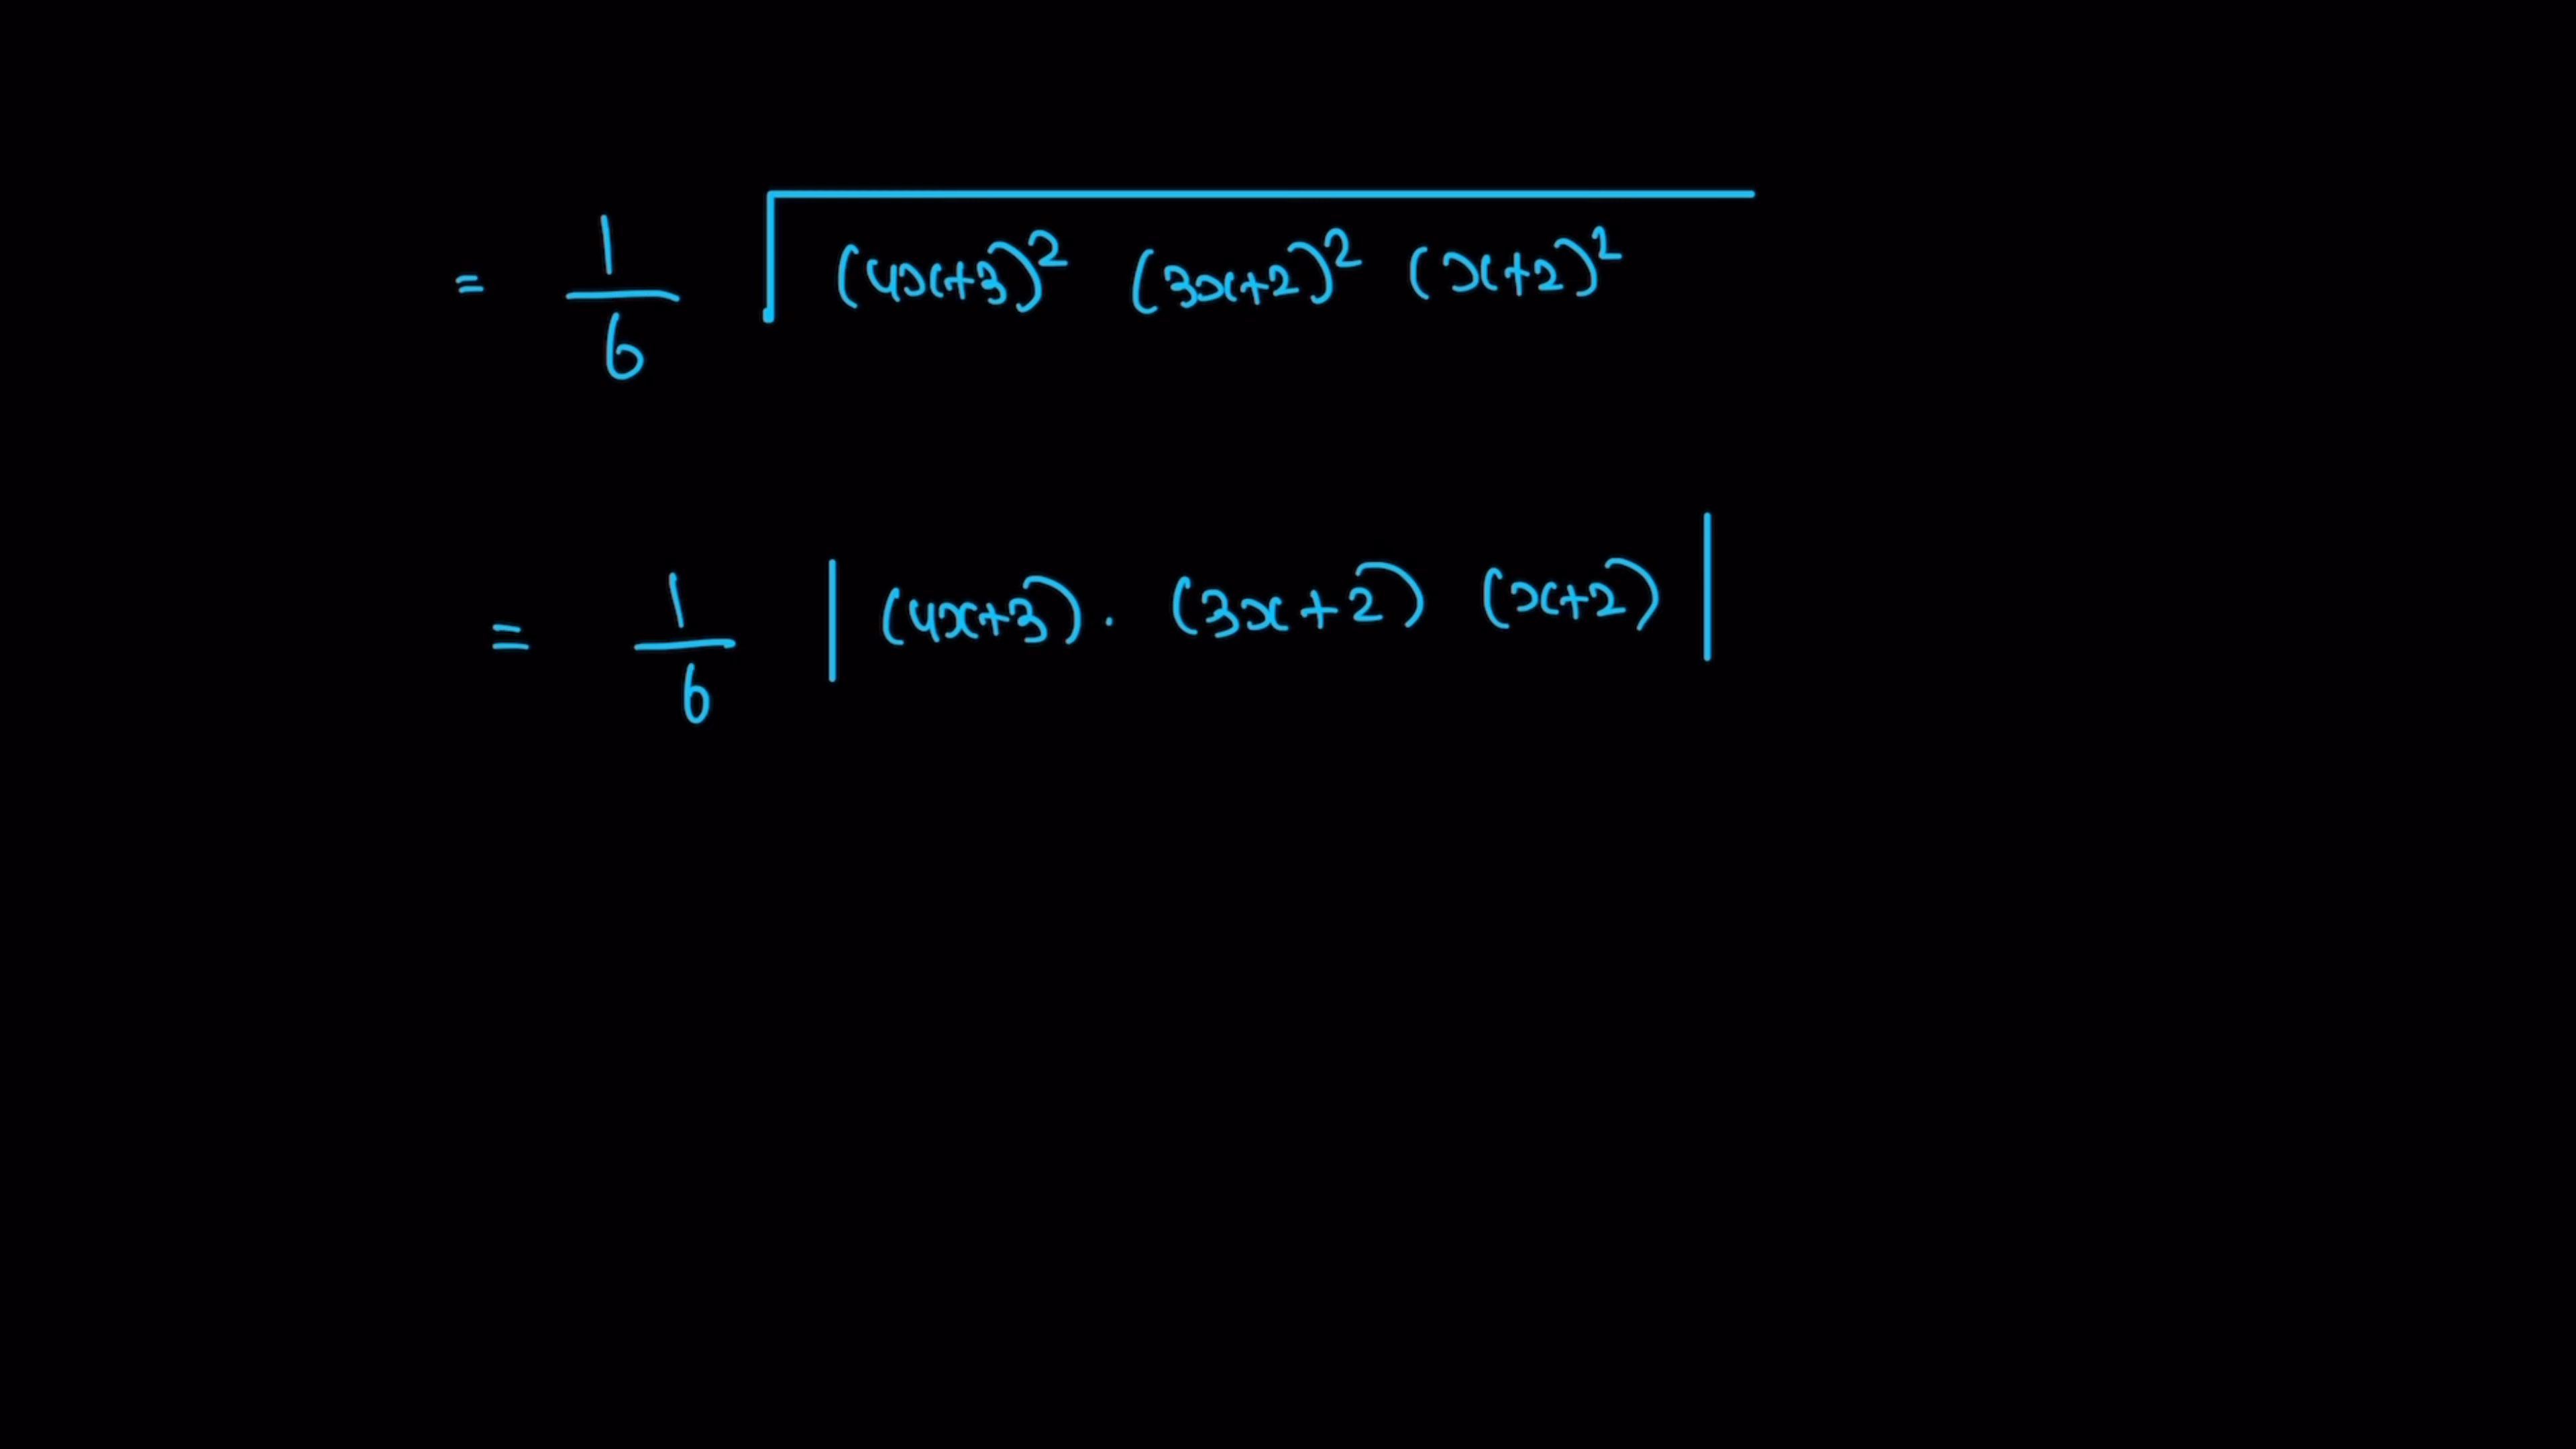 = 1/6 √(4x+3)² (3x+2)² (x+2)²
= 1/6 |(4x+3) . (3x+2) (x+2)|